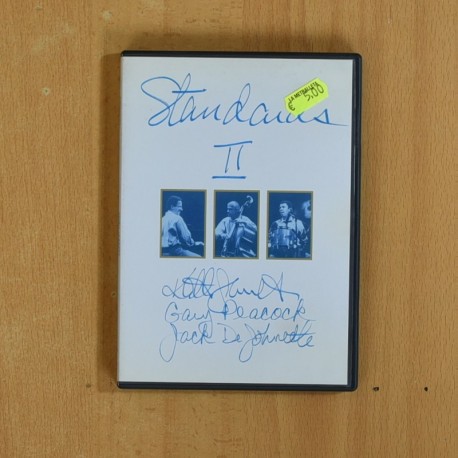 Standards
5,00
€
II
Keith Jarrett
Gary Peacock
Jack DeJohnette